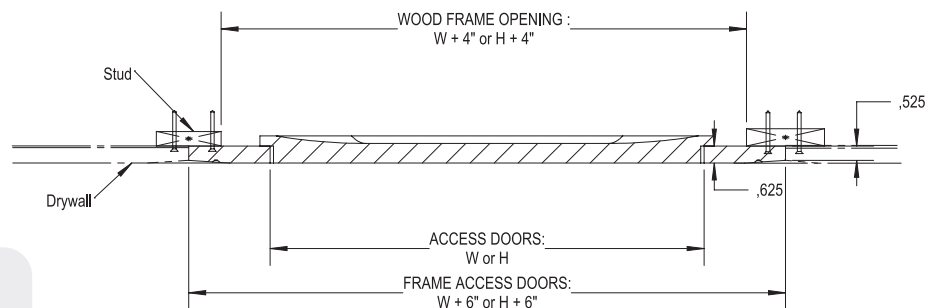 WOOD FRAME OPENING :
W + 4" or H + 4"
Stud
,525
Drywall
,625
ACCESS DOORS:
W or H
FRAME ACCESS DOORS:
W + 6" or H + 6"